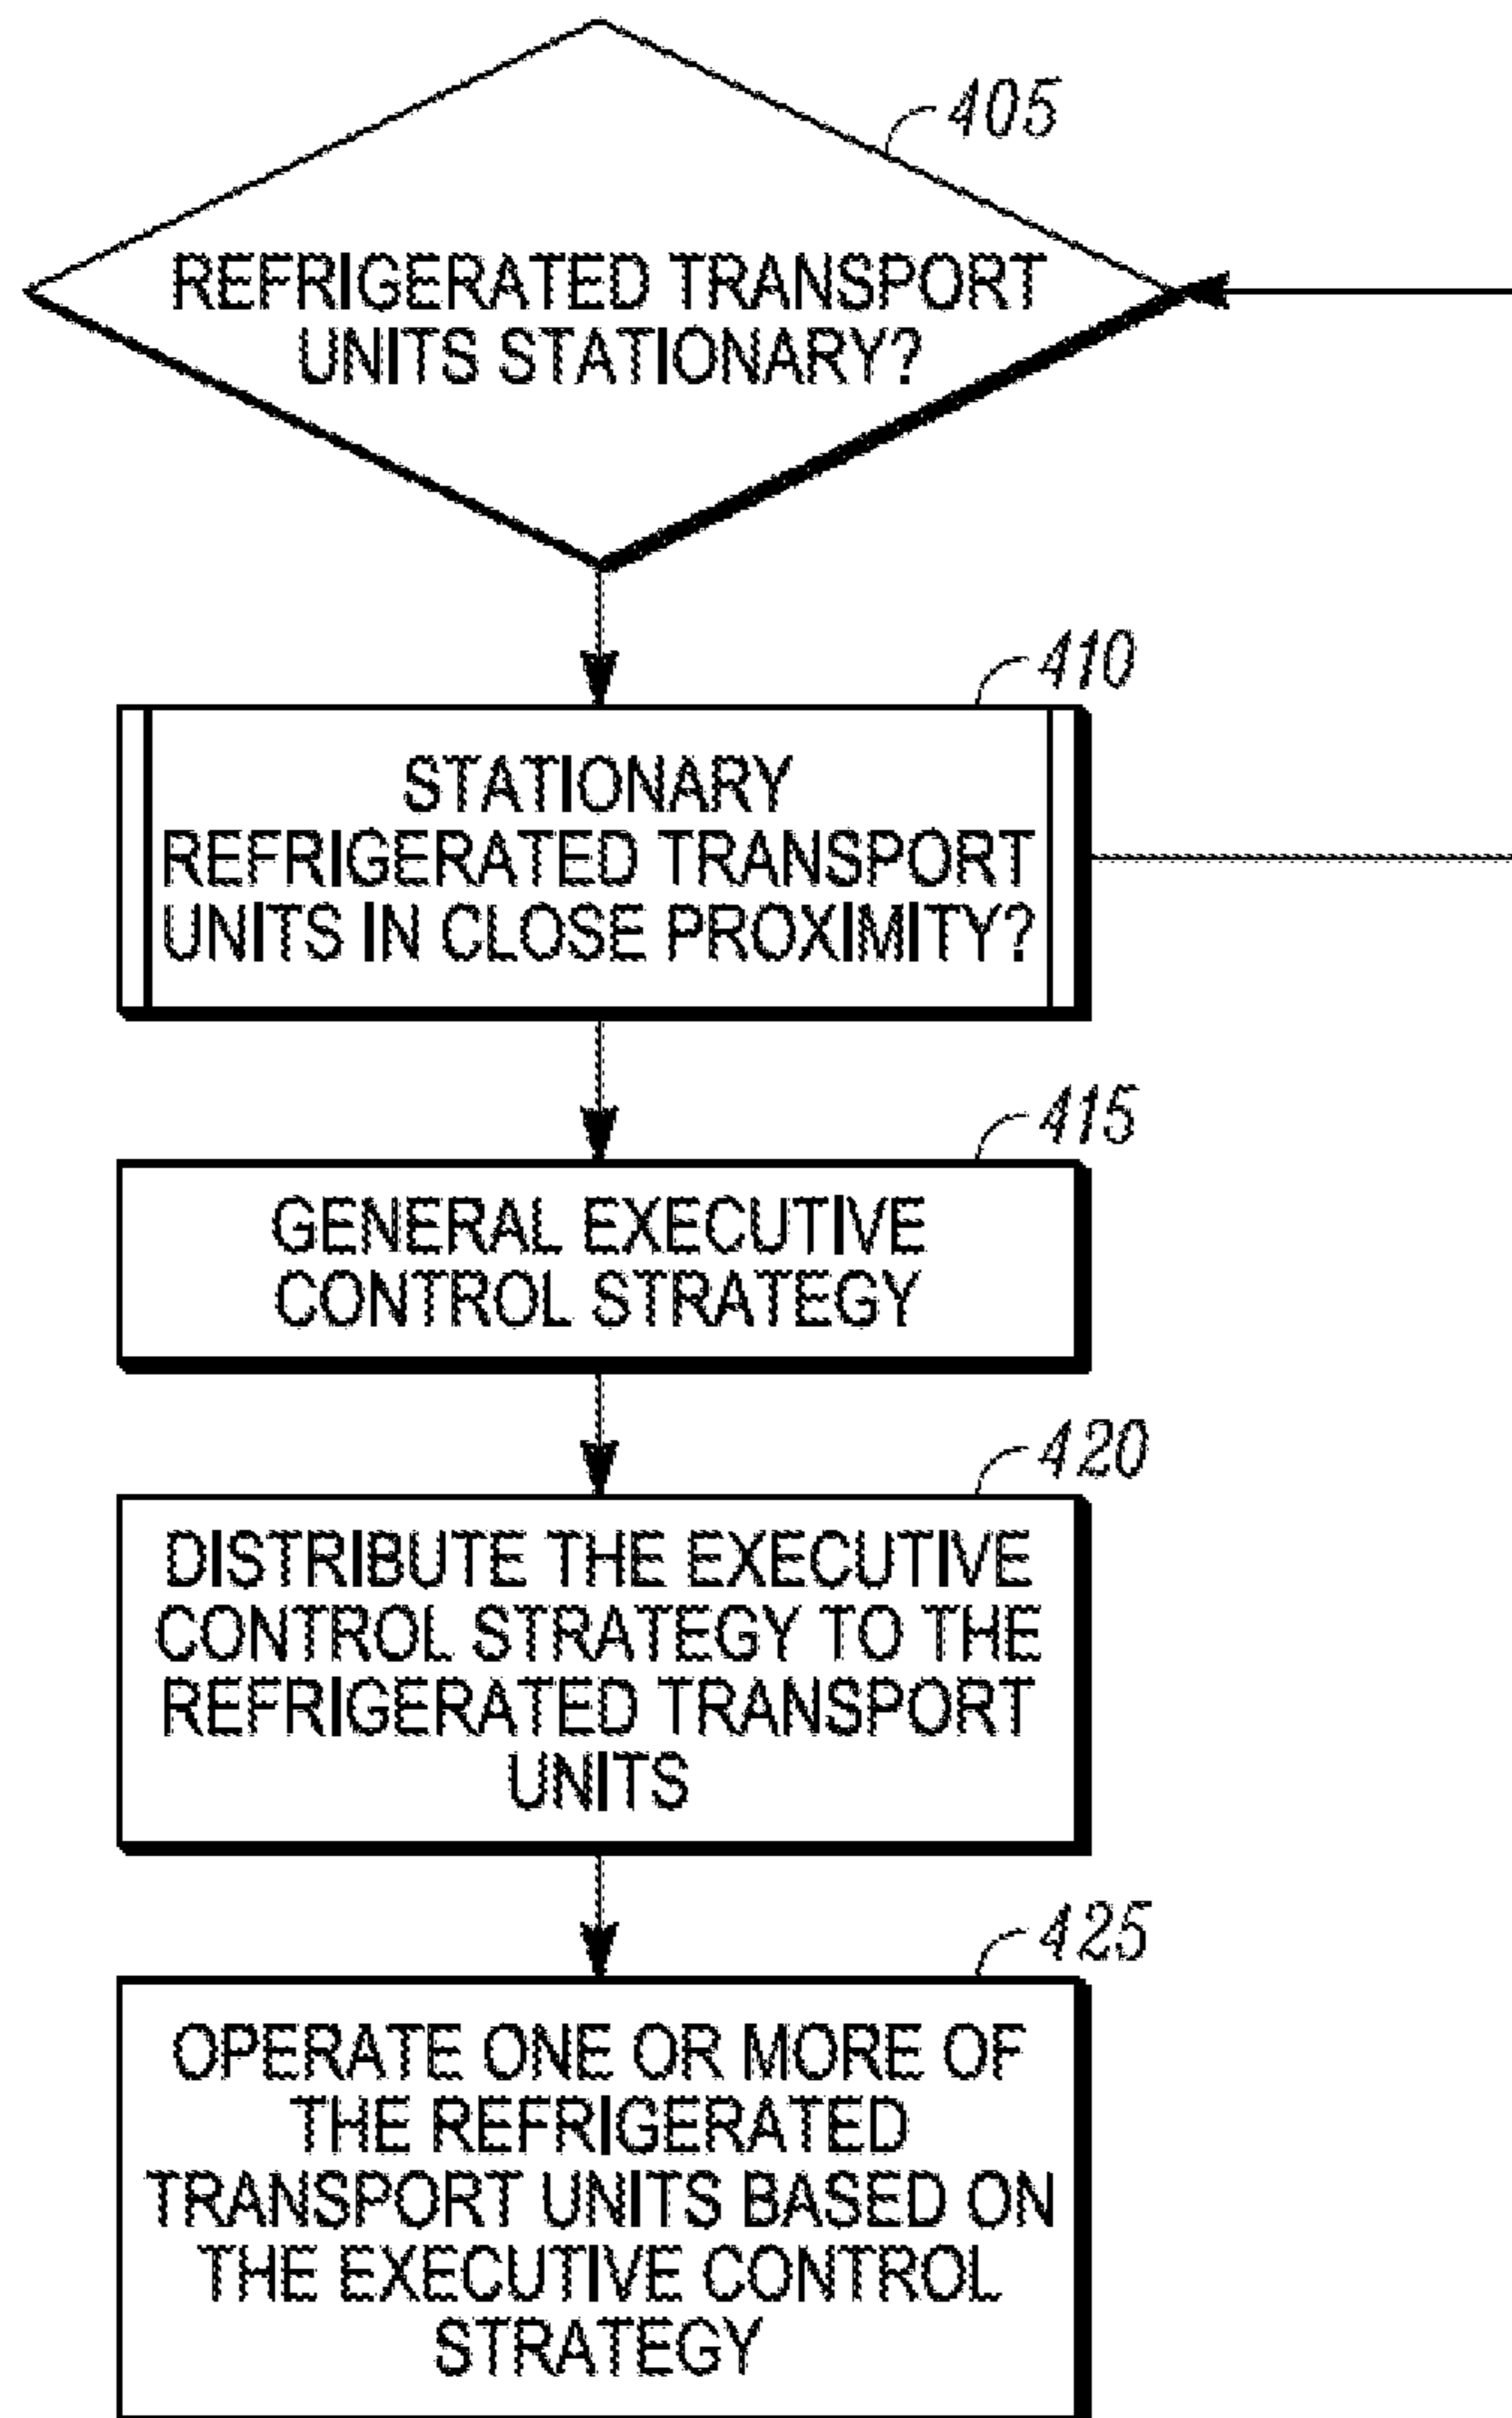 405
REFRIGERATED TRANSPORT
UNITS STATIONARY?
410
STATIONARY
REFRIGERATED TRANSPORT
UNITS IN CLOSE PROXIMITY?
415
GENERAL EXECUTIVE
CONTROL STRATEGY
420
DISTRIBUTE THE EXECUTIVE
CONTROL STRATEGY TO THE
REFRIGERATED TRANSPORT
UNITS
425
OPERATE ONE OR MORE OF
THE REFRIGERATED
TRANSPORT UNITS BASED ON
THE EXECUTIVE CONTROL
STRATEGY